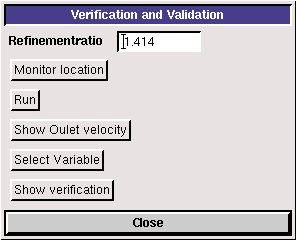 Verification and Validation
Refinementratio 1.414
Monitor location
Run
Show Oulet velocity
Select Variable
Show verification
Close